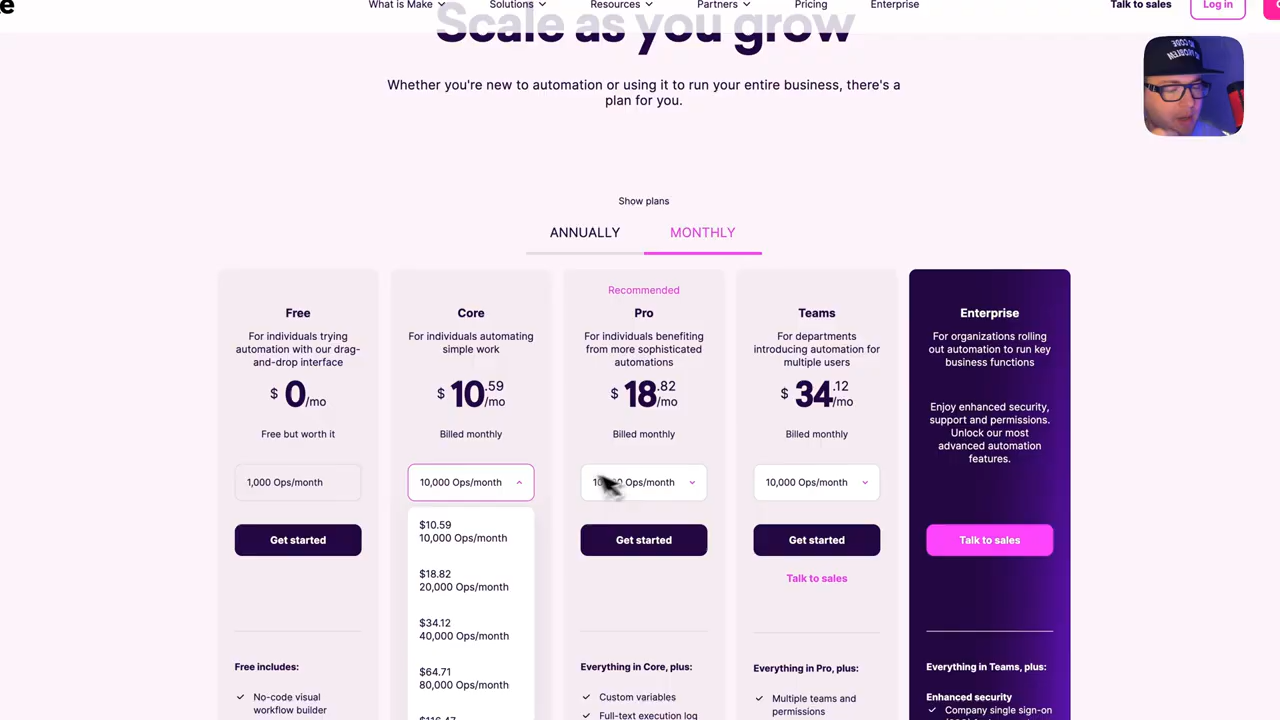 e
What is Make
Solutions
Resources
Partners
Pricing
Enterprise
Talk to sales
Log in
Scale as you grow
Whether you're new to automation or using it to run your entire business, there's a
plan for you.
Show plans
ANNUALLY
MONTHLY
Free
For individuals trying
automation with our drag-
and-drop interface
$ 0/mo
Free but worth it
1,000 Ops/month
Get started
Free includes:
No-code visual
workflow builder
Core
For individuals automating
simple work
$ 10.59/mo
Billed monthly
10,000 Ops/month
$10.59
10,000 Ops/month
$18.82
20,000 Ops/month
$34.12
40,000 Ops/month
$64.71
80,000 Ops/month
Recommended
Pro
For individuals benefiting
from more sophisticated
automations
$ 18.82/mo
Billed monthly
Ops/month
Get started
Everything in Core, plus:
Custom variables
Full-text execution log
Teams
For departments
introducing automation for
multiple users
$ 34.12/mo
Billed monthly
10,000 Ops/month
Get started
Talk to sales
Everything in Pro, plus:
Multiple teams and
permissions
Enterprise
For organizations rolling
out automation to run key
business functions
Enjoy enhanced security,
support and permissions.
Unlock our most
advanced automation
features.
Talk to sales
Everything in Teams, plus:
Enhanced security
Company single sign-on